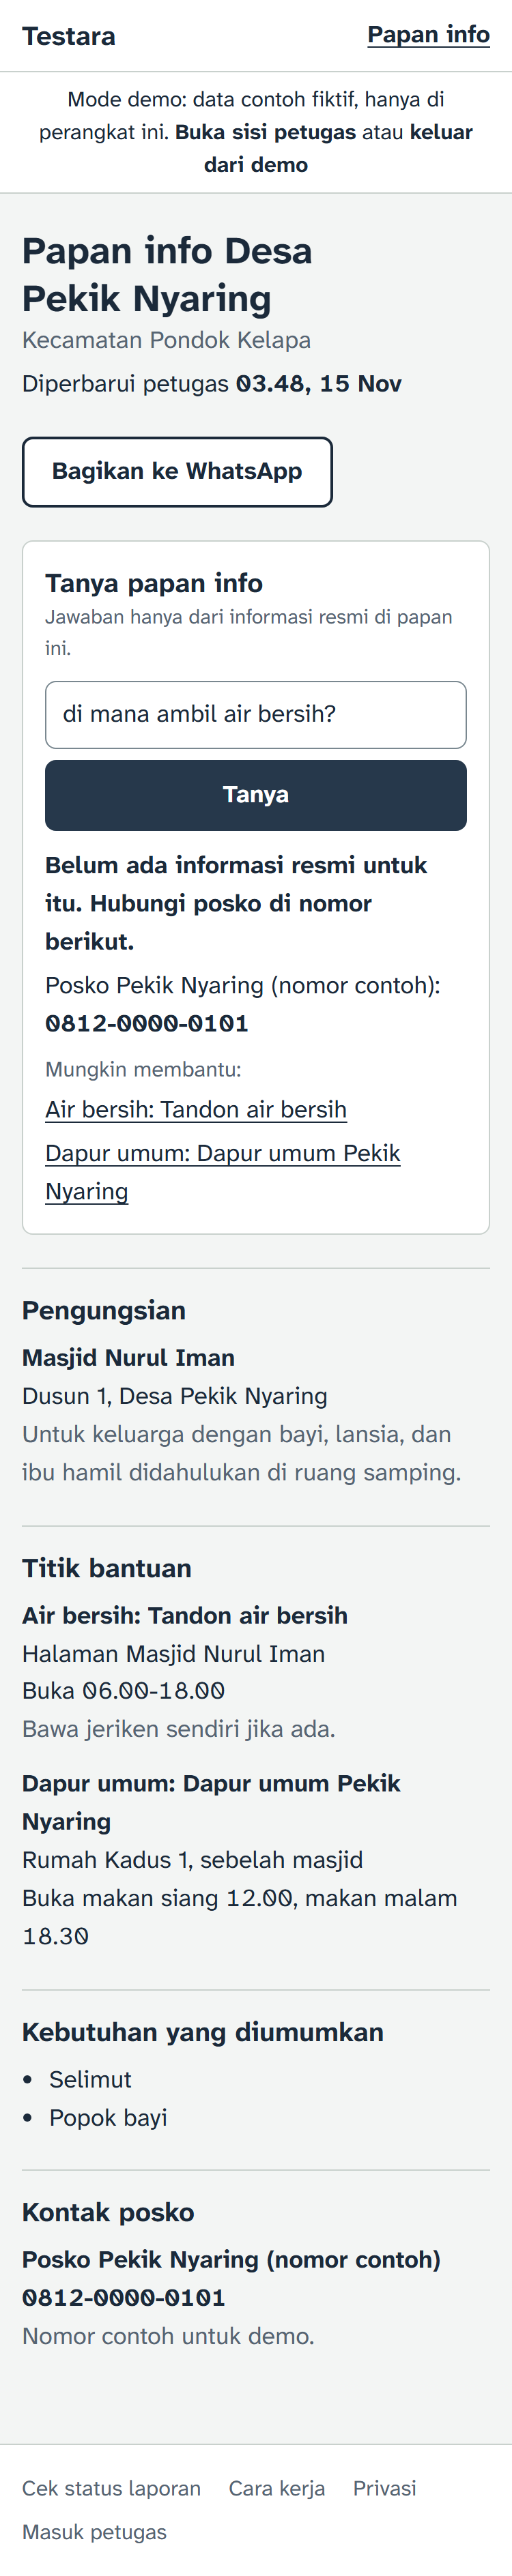 Testara
Papan info
Mode demo: data contoh fiktif, hanya di
perangkat ini. Buka sisi petugas atau keluar
dari demo
Papan info Desa
Pekik Nyaring
Kecamatan Pondok Kelapa
Diperbarui petugas 03.48, 15 Nov
Bagikan ke WhatsApp
Tanya papan info
Jawaban hanya dari informasi resmi di papan
ini.
di mana ambil air bersih?
Tanya
Belum ada informasi resmi untuk
itu. Hubungi posko di nomor
berikut.
Posko Pekik Nyaring (nomor contoh):
0812-0000-0101
Mungkin membantu:
Air bersih: Tandon air bersih
Dapur umum: Dapur umum Pekik
Nyaring
Pengungsian
Masjid Nurul Iman
Dusun 1, Desa Pekik Nyaring
Untuk keluarga dengan bayi, lansia, dan
ibu hamil didahulukan di ruang samping.
Titik bantuan
Air bersih: Tandon air bersih
Halaman Masjid Nurul Iman
Buka 06.00-18.00
Bawa jeriken sendiri jika ada.
Dapur umum: Dapur umum Pekik
Nyaring
Rumah Kadus 1, sebelah masjid
Buka makan siang 12.00, makan malam
18.30
Kebutuhan yang diumumkan
• Selimut
• Popok bayi
Kontak posko
Posko Pekik Nyaring (nomor contoh)
0812-0000-0101
Nomor contoh untuk demo.
Cek status laporan Cara kerja Privasi
Masuk petugas